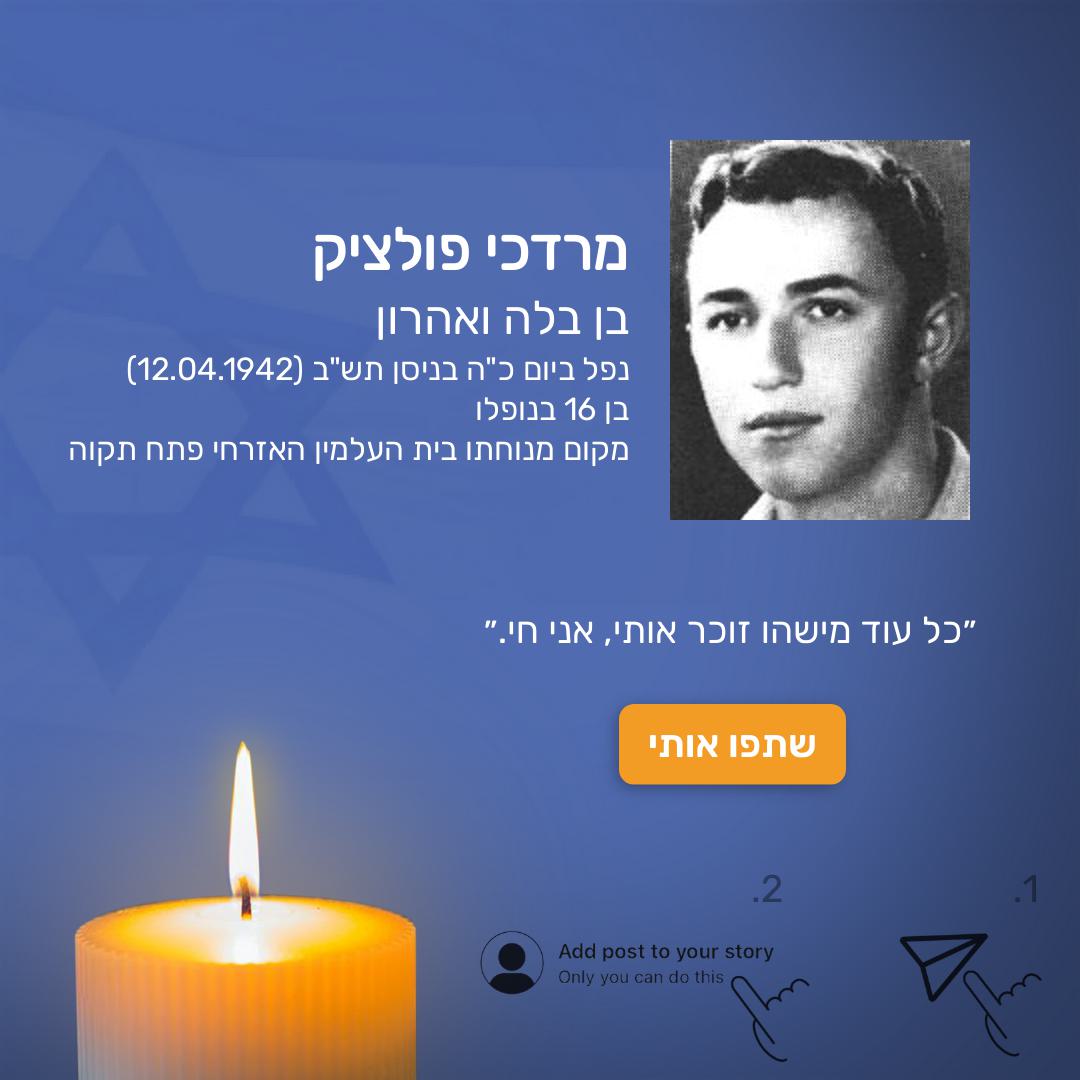 מרדכי פולציק
בן בלה ואהרון
נפל ביום כ"ה בניסן תש"ב (12.04.1942)
בן 16 בנופלו
מקום מנוחתו בית העלמין האזרחי פתח תקוה
״כל עוד מישהו זוכר אותי, אני חי.״
שתפו אותי
.1
.2
Add post to your story
Only you can do this